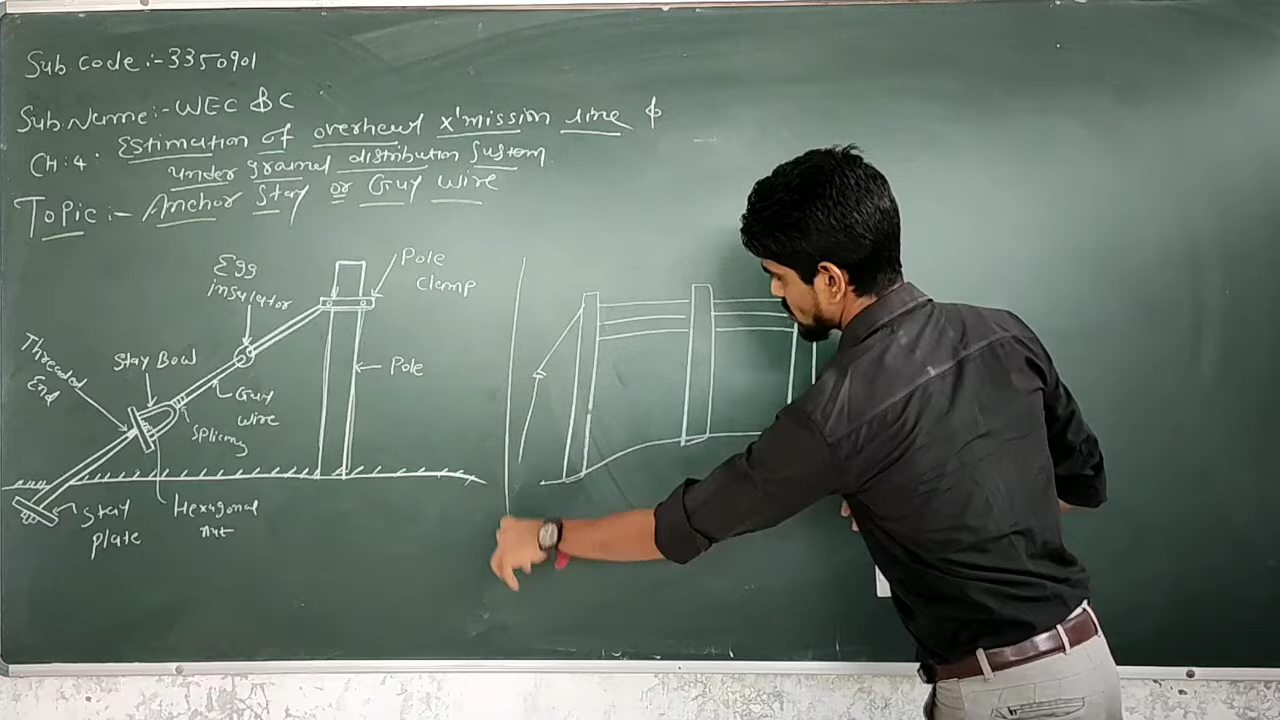 Sub code:-3350901
Sub Name:-WEC & C
Ch:4. Estimation of overhead x'mission line &
under ground distribution system
Topic:- Anchor Stay or Guy wire
Egg
insulator
Pole
Clamp
Threaded
End
Stay Bow
Pole
Guy
wire
Splicing
Stay
plate
Hexagonal
nut